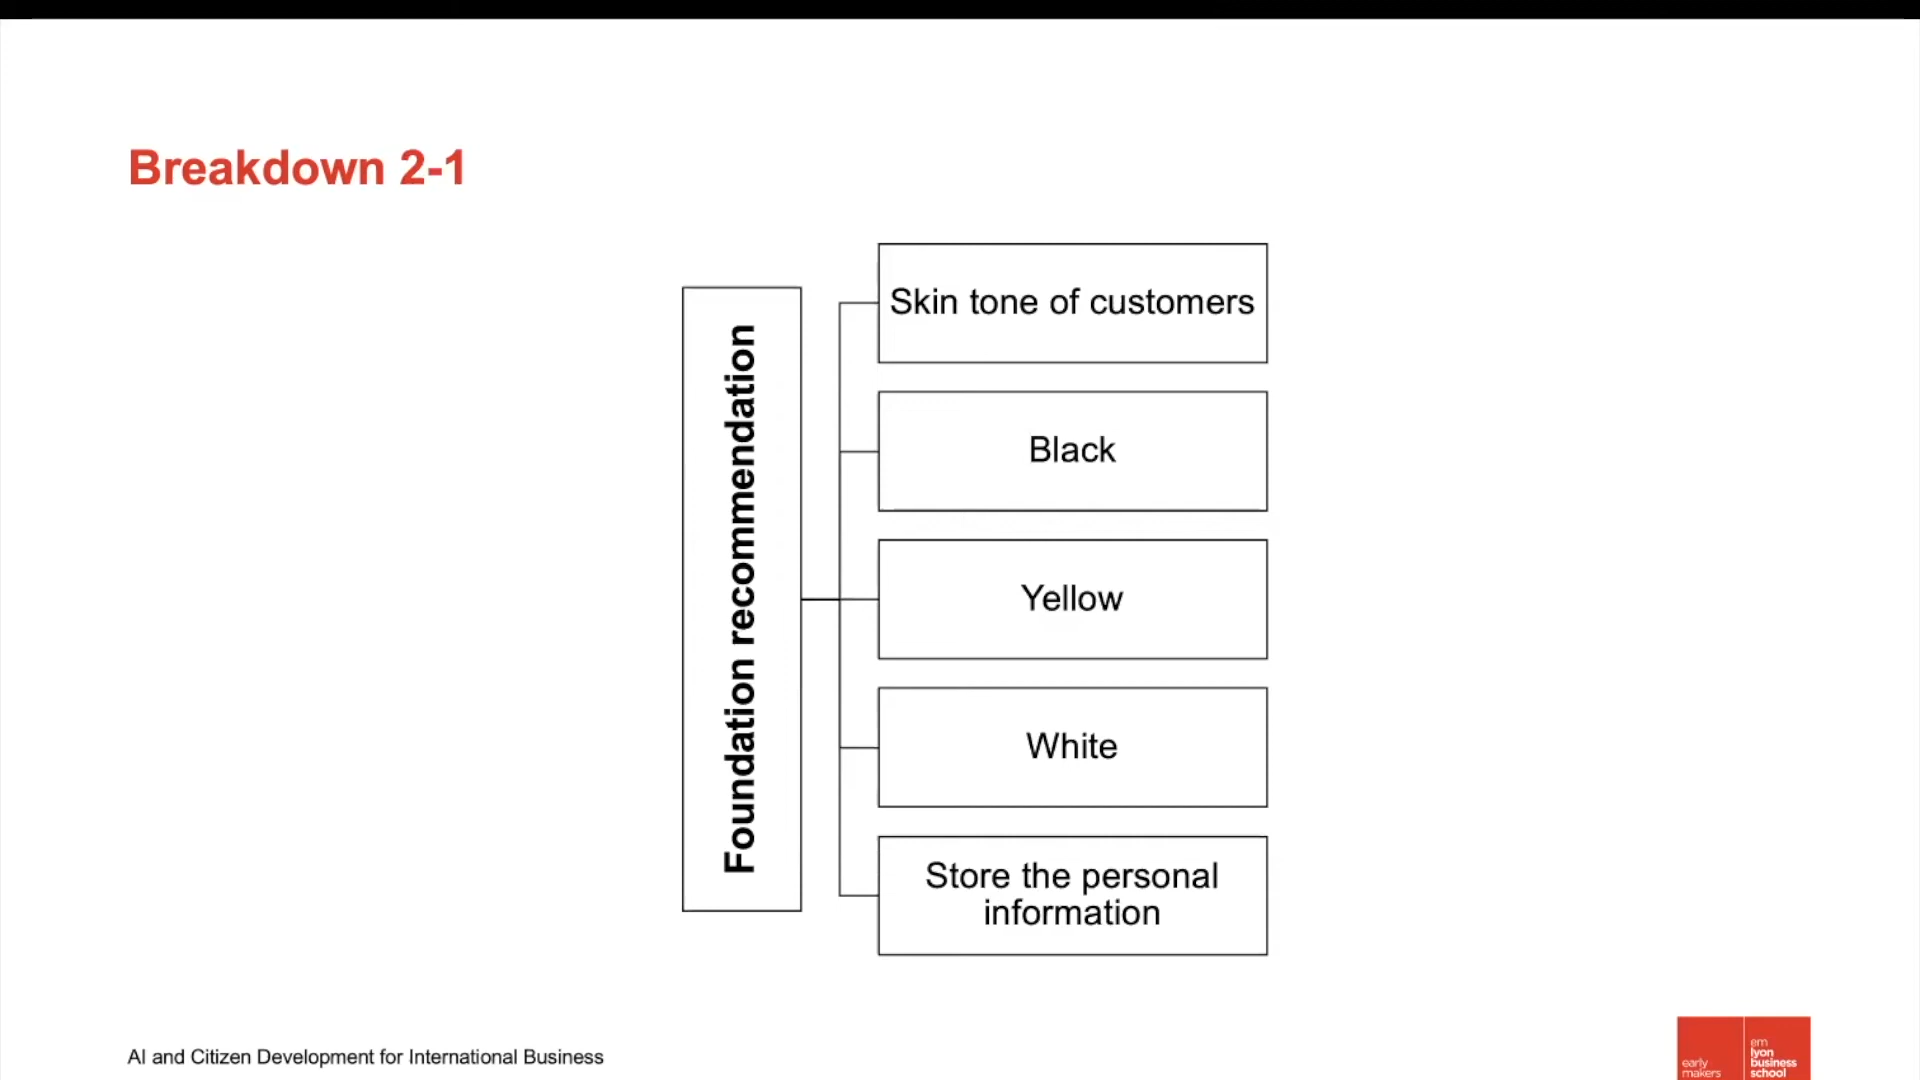 Breakdown 2-1
Foundation recommendation
Skin tone of customers
Black
Yellow
White
Store the personal
information
AI and Citizen Development for International Business
early
makers
em
lyon
business
school